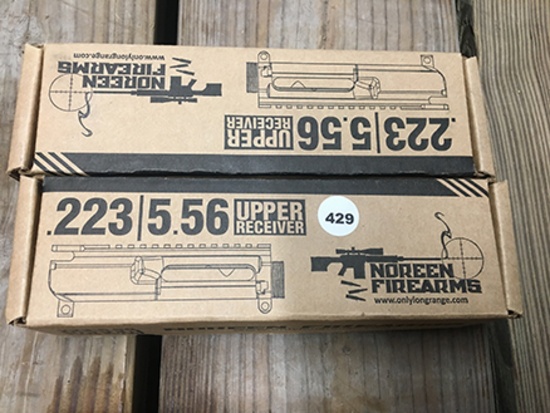 www.onlylongrange.com
NOREEN
FIREARMS
.223|5.56 UPPER
RECEIVER
.223|5.56 UPPER
RECEIVER
429
NOREEN
FIREARMS
www.onlylongrange.com